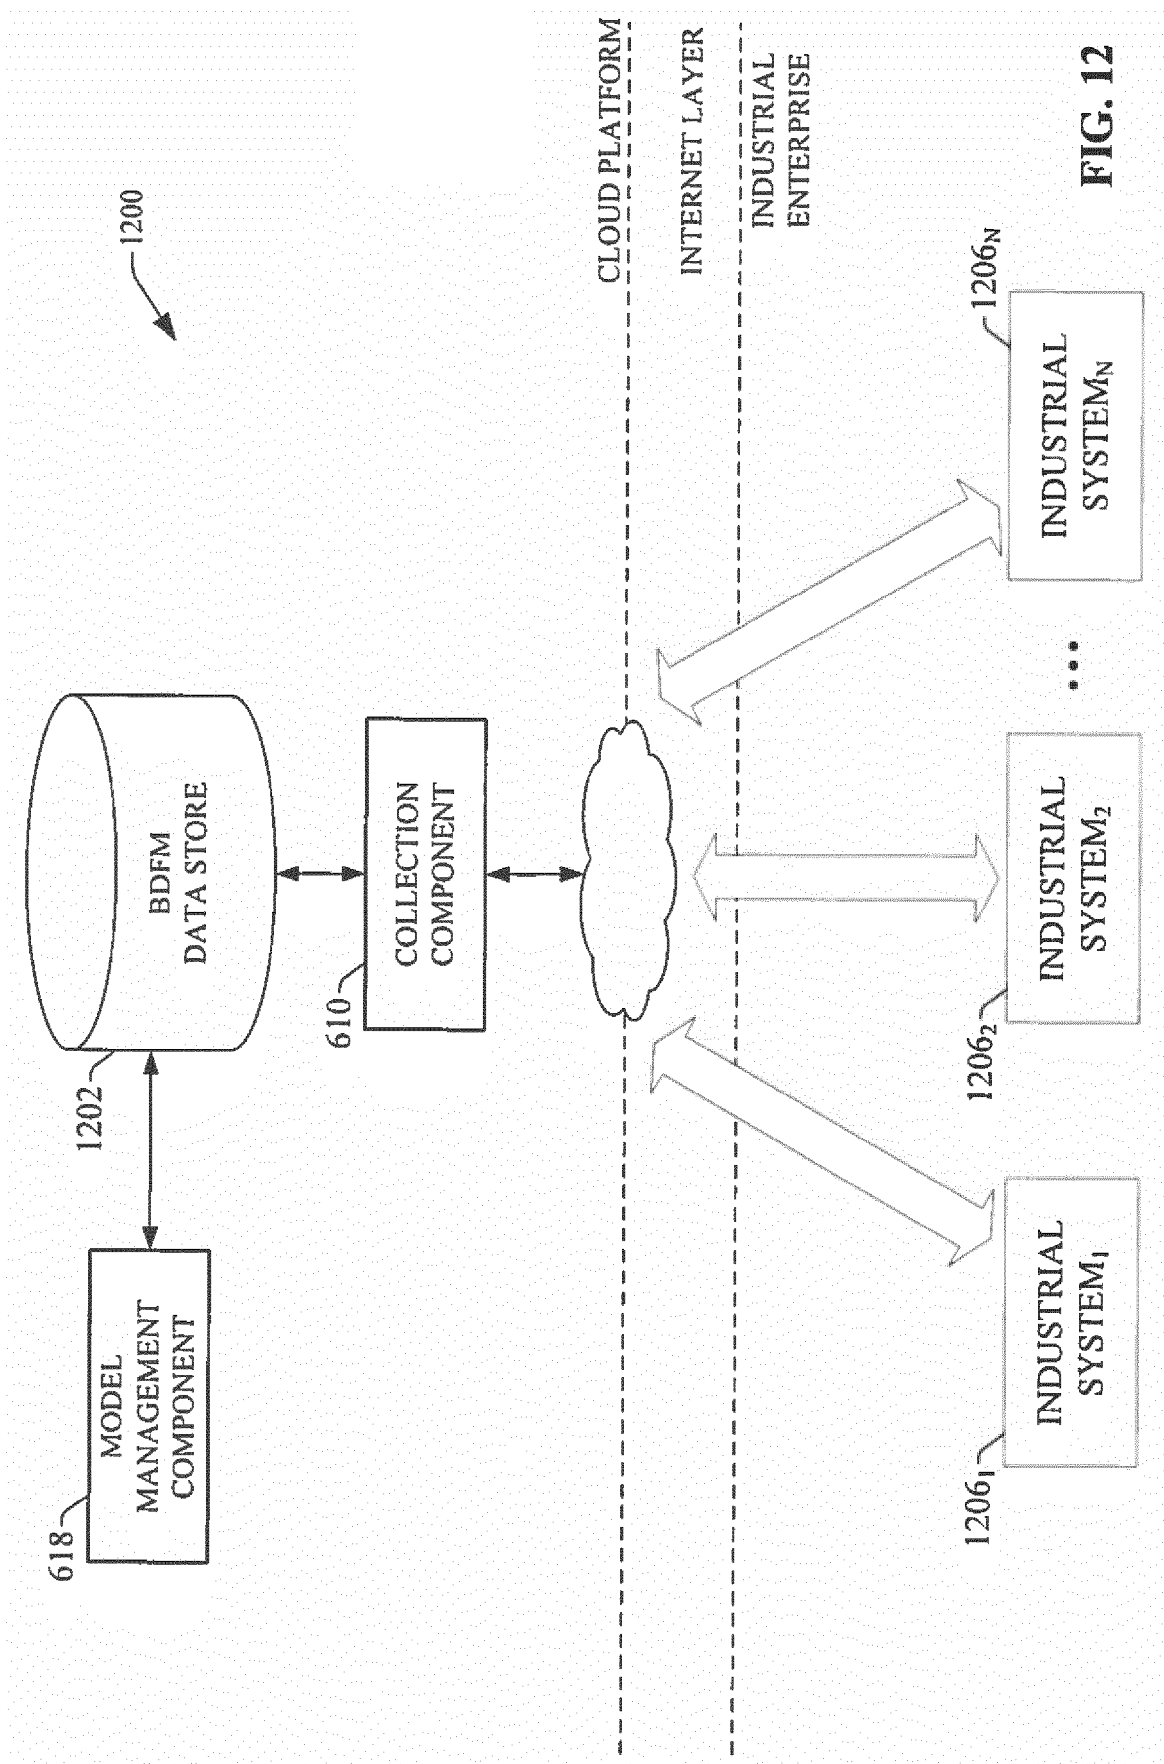 1200
BDFM
DATA STORE
1202
MODEL
MANAGEMENT
COMPONENT
618
COLLECTION
COMPONENT
610
CLOUD PLATFORM
INTERNET LAYER
INDUSTRIAL
ENTERPRISE
INDUSTRIAL
SYSTEM₁
1206₁
INDUSTRIAL
SYSTEM₂
1206₂
...
INDUSTRIAL
SYSTEMN
1206N
FIG. 12